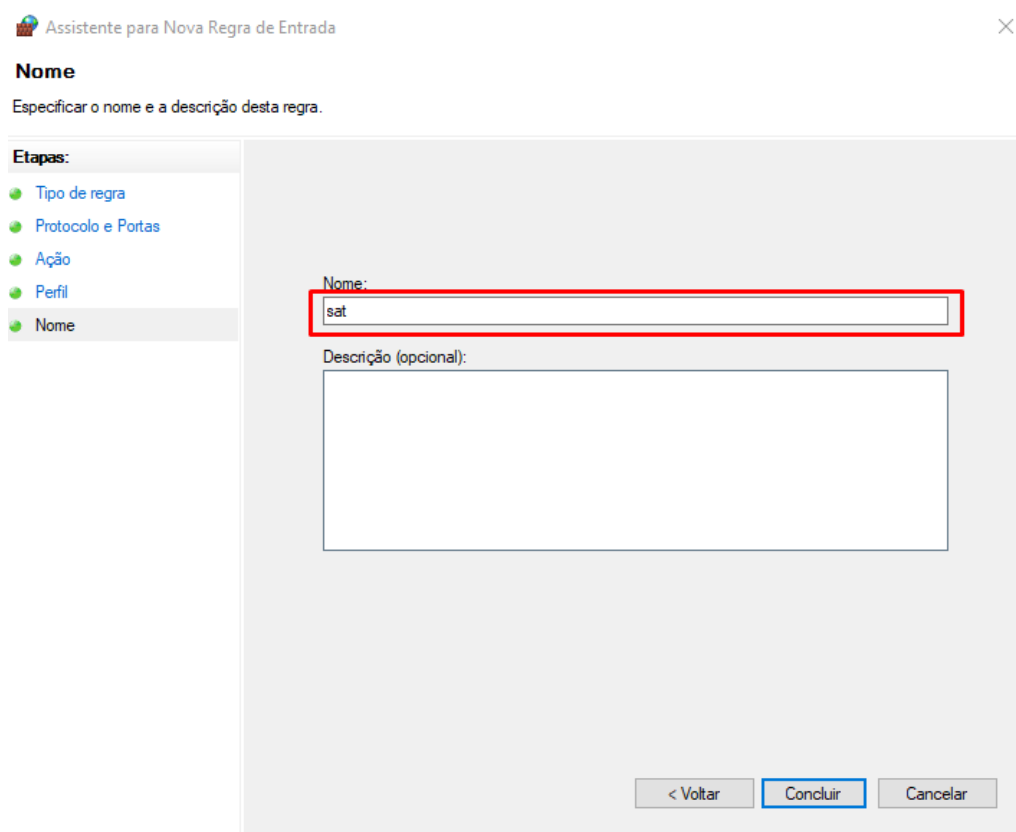 Assistente para Nova Regra de Entrada
Nome
Especificar o nome e a descrição desta regra.
Etapas:
Tipo de regra
Protocolo e Portas
Ação
Perfil
Nome
Nome:
sat
Descrição (opcional):
< Voltar
Concluir
Cancelar